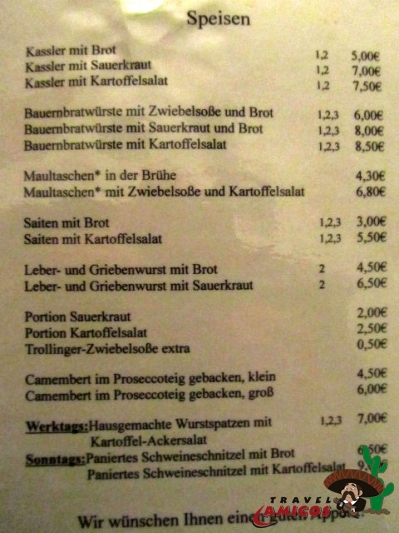 Speisen
Kassler mit Brot 1,2 5,00€
Kassler mit Sauerkraut 1,2 7,00€
Kassler mit Kartoffelsalat 1,2 7,50€
Bauernbratwürste mit Zwiebelsoße und Brot 1,2,3 6,00€
Bauernbratwürste mit Sauerkraut und Brot 1,2,3 8,00€
Bauernbratwürste mit Kartoffelsalat 1,2,3 8,50€
Maultaschen* in der Brühe 4,30€
Maultaschen* mit Zwiebelsoße und Kartoffelsalat 6,80€
Saiten mit Brot 1,2,3 3,00€
Saiten mit Kartoffelsalat 1,2,3 5,50€
Leber- und Griebenwurst mit Brot 2 4,50€
Leber- und Griebenwurst mit Sauerkraut 2 6,50€
Portion Sauerkraut 2,00€
Portion Kartoffelsalat 2,50€
Trollinger-Zwiebelsoße extra 0,50€
Camembert im Proseccoteig gebacken, klein 4,50€
Camembert im Proseccoteig gebacken, groß 6,00€
Werktags:Hausgemachte Wurstspatzen mit 1,2,3 7,00€
Kartoffel-Ackersalat
Sonntags:Paniertes Schweineschnitzel mit Brot 6,50€
Paniertes Schweineschnitzel mit Kartoffelsalat
Wir wünschen Ihnen einen guten
TRAVEL
AMIGOS